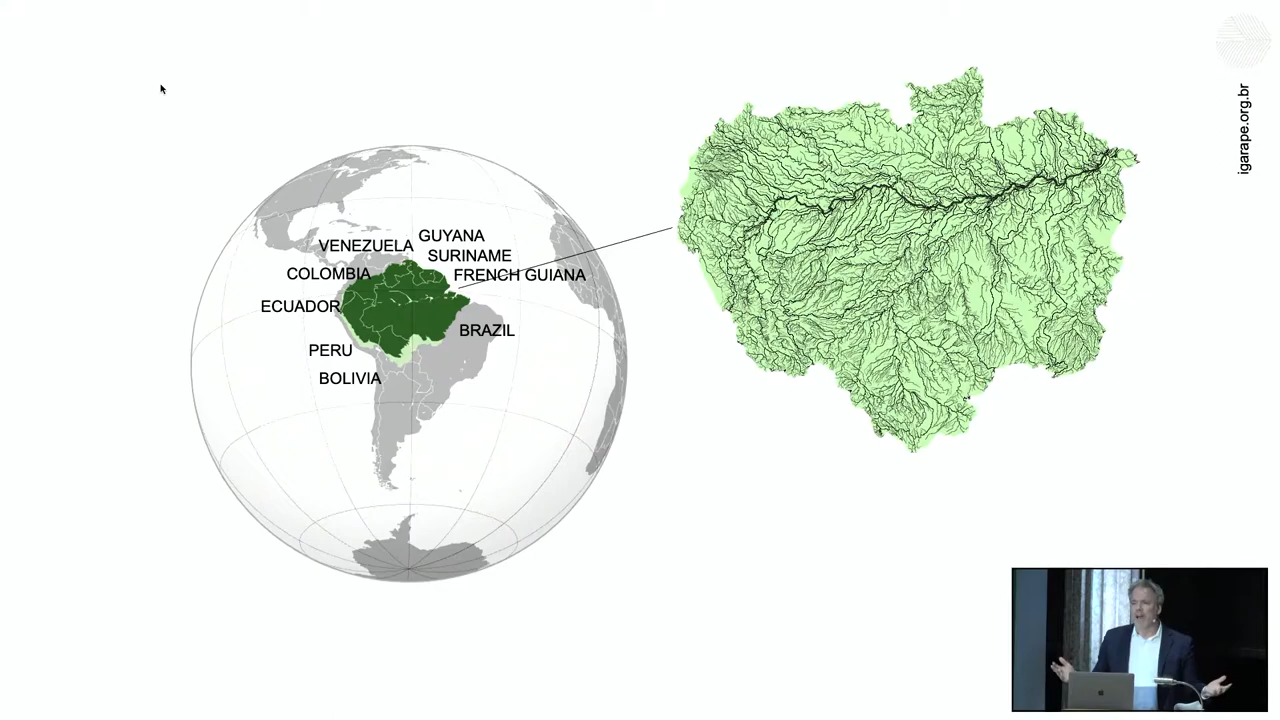 igarape.org.br
GUYANA
VENEZUELA
SURINAME
COLOMBIA
FRENCH GUIANA
ECUADOR
BRAZIL
PERU
BOLIVIA